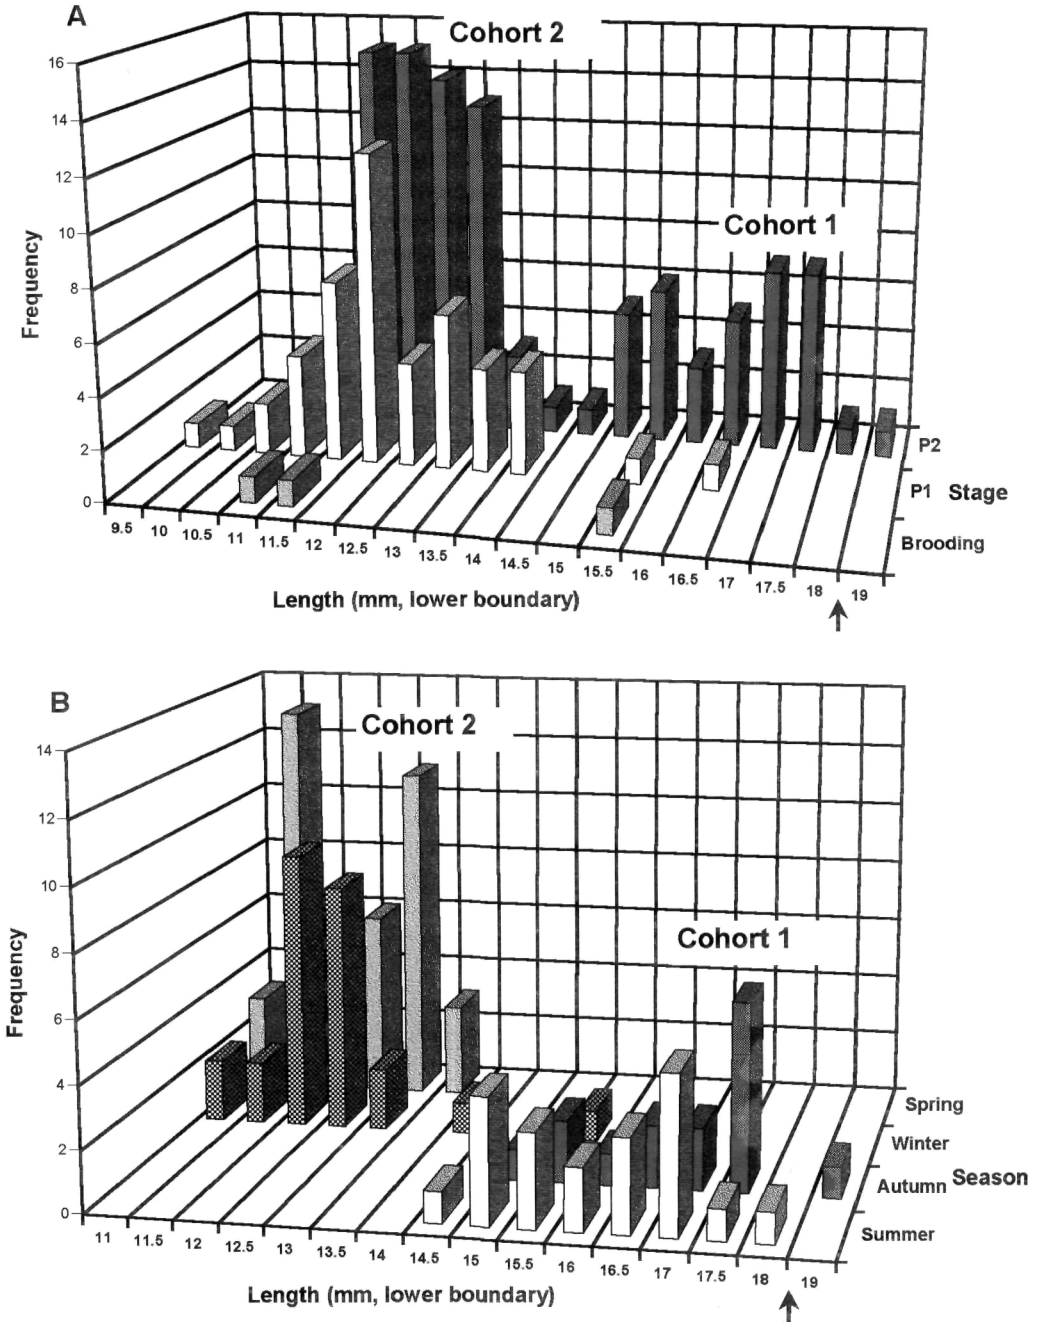 A
Cohort 2
Cohort 1
Frequency
16
14
12
10
8
6
4
2
0
9.5 10 10.5 11 11.5 12 12.5 13 13.5 14 14.5 15 15.5 16 16.5 17 17.5 18 19
Length (mm, lower boundary)
P2
P1 Stage
Brooding
B
Cohort 2
Cohort 1
Frequency
14
12
10
8
6
4
2
0
11 11.5 12 12.5 13 13.5 14 14.5 15 15.5 16 16.5 17 17.5 18 19
Length (mm, lower boundary)
Spring
Winter
Autumn Season
Summer